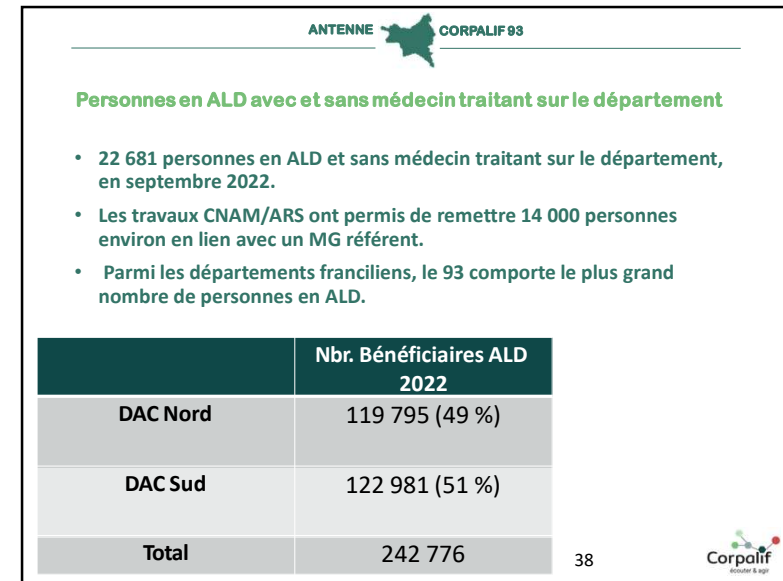 ANTENNE CORPALIF 93
Personnes en ALD avec et sans médecin traitant sur le département
• 22 681 personnes en ALD et sans médecin traitant sur le département,
en septembre 2022.
• Les travaux CNAM/ARS ont permis de remettre 14 000 personnes
environ en lien avec un MG référent.
• Parmi les départements franciliens, le 93 comporte le plus grand
nombre de personnes en ALD.
Nbr. Bénéficiaires ALD
2022
DAC Nord 119 795 (49 %)
DAC Sud 122 981 (51 %)
Total 242 776
38
Corpalif
écouter & agir